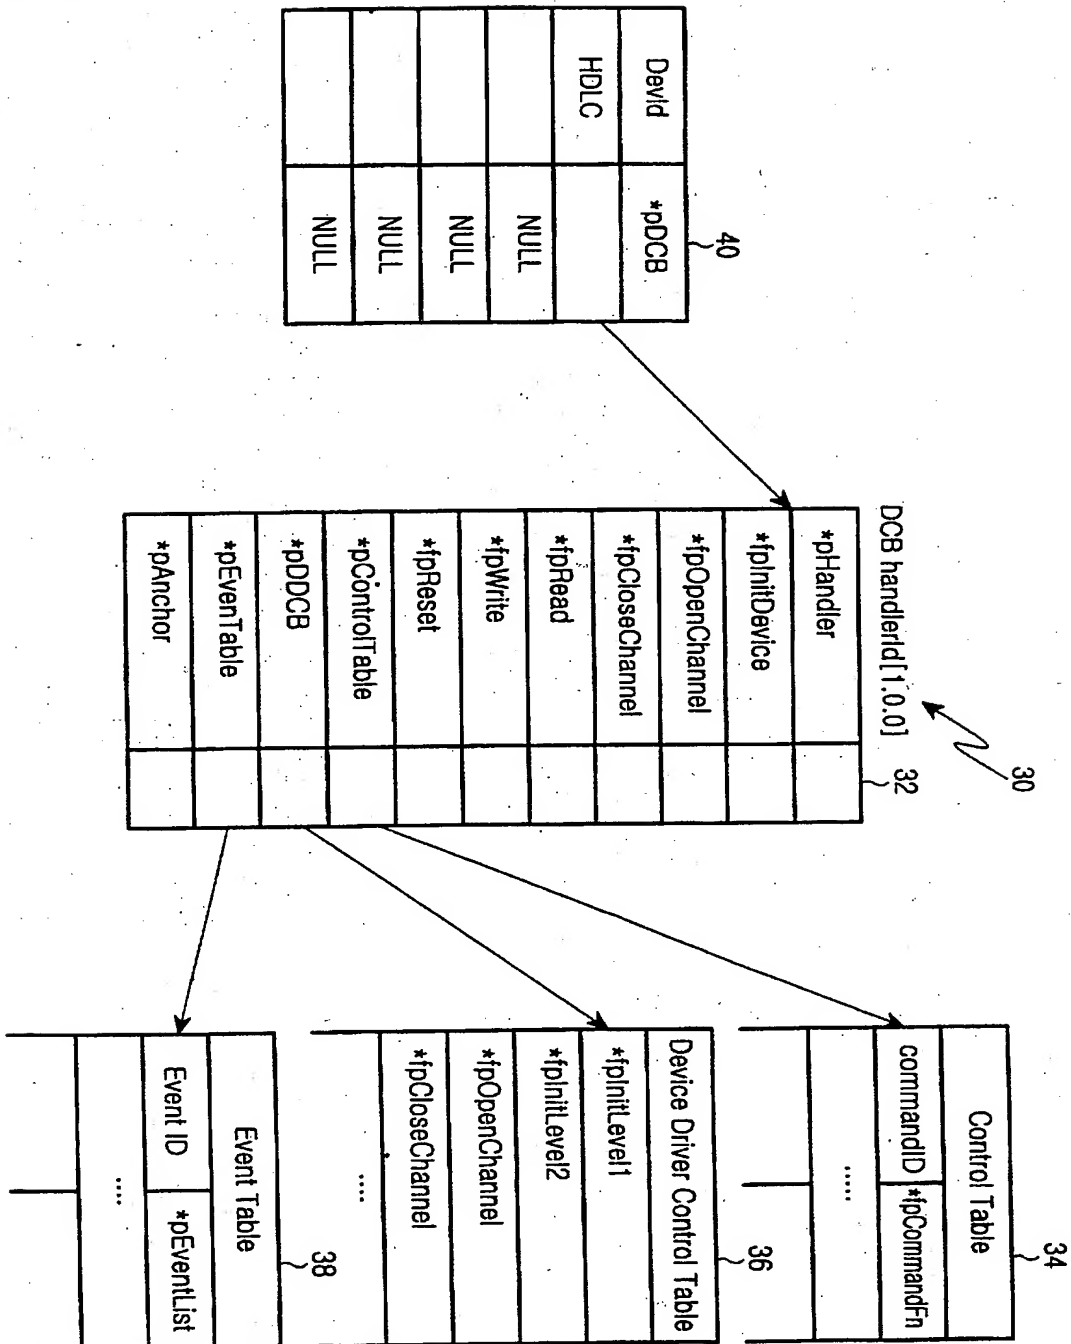 DevId *pDCB
HDLC
NULL
NULL
NULL
NULL
40
DCB handlerId[1.0.0]
30
32
*pHandler
*fpInitDevice
*fpOpenChannel
*fpCloseChannel
*fpRead
*fpWrite
*fpReset
*pControlTable
*pDDCB
*pEvenTable
*pAnchor
34
Control Table
commandID *fpCommandFn
.....
36
Device Driver Control Table
*fpInitLevel1
*fpInitLevel2
*fpOpenChannel
*fpCloseChannel
....
38
Event Table
Event ID *pEventList
....